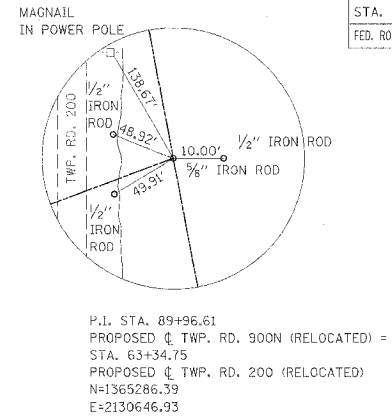 MAGNAIL
IN POWER POLE
STA.
FED. RO
138.67'
1/2"
IRON
ROD
TWP. RD. 200
48.92'
10.00'
1/2" IRON ROD
5/8" IRON ROD
49.91'
1/2"
IRON
ROD
P.I. STA. 89+96.61
PROPOSED ℄ TWP. RD. 900N (RELOCATED) =
STA. 63+34.75
PROPOSED ℄ TWP. RD. 200 (RELOCATED)
N=1365286.39
E=2130646.93